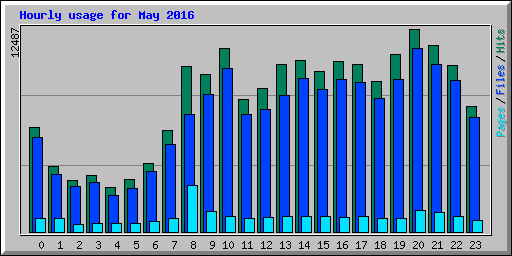 Hourly usage for May 2016
12487
Pages / Files / Hits
0 1 2 3 4 5 6 7 8 9 10 11 12 13 14 15 16 17 18 19 20 21 22 23